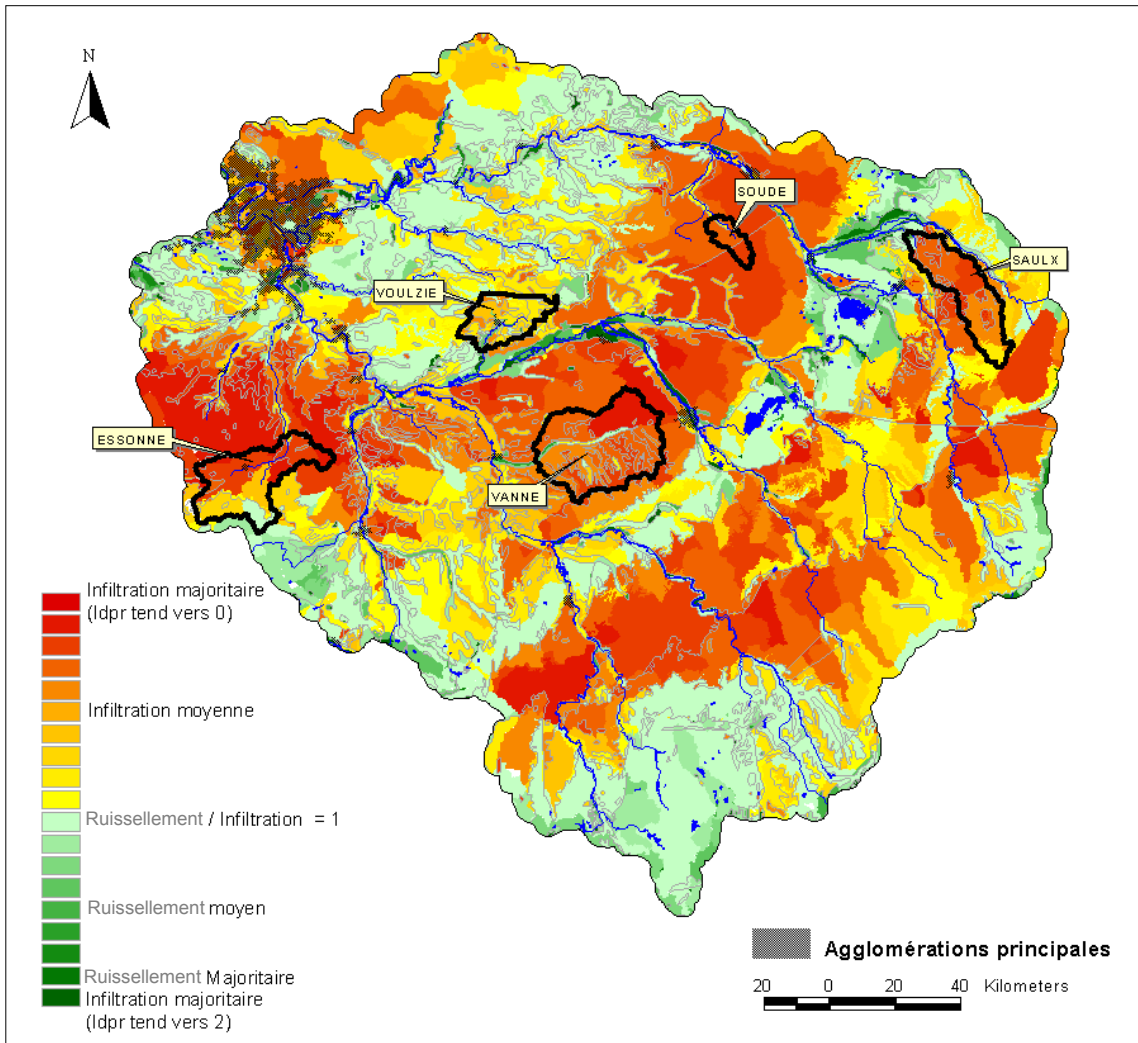 N
SOUDE
SAULX
VOULZIE
ESSONNE
VANNE
Infiltration majoritaire
(Idpr tend vers 0)
Infiltration moyenne
Ruissellement / Infiltration = 1
Ruissellement moyen
Ruissellement Majoritaire
Infiltration majoritaire
(Idpr tend vers 2)
Agglomérations principales
20 0 20 40 Kilometers